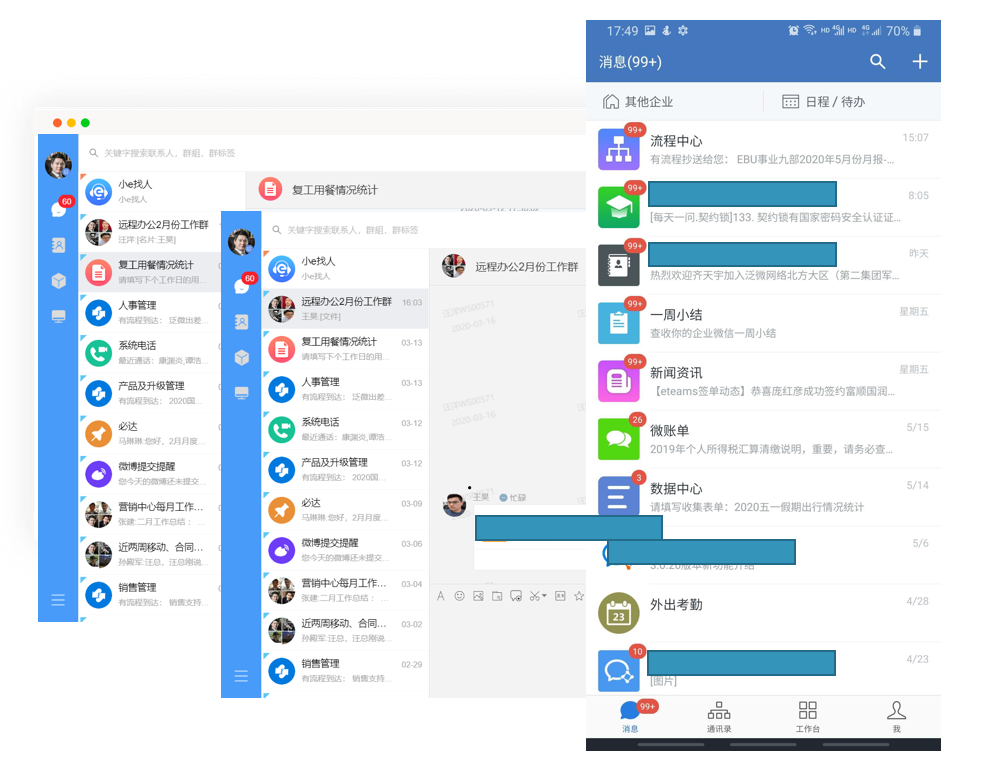 关键字搜索联系人，群组，群标签
60
小e找人
小e找人
远程办公2月份工作群
汪洋:[名片:王昊]
复工用餐情况统计
请填写下个工作日的用...
人事管理
有流程到达： 泛微出差...
系统电话
最近通话：康渊炎,谭浩...
产品及升级管理
有流程到达： 2020国...
必达
马琳琳:您好，2月月度...
微博提交提醒
您今天的微博还未提交...
营销中心每月工作...
张建:二月工作总结： ...
近两周移动、合同...
孙殿军:汪总，汪总刚说...
销售管理
有流程到达： 销售支持...
复工用餐情况统计
关键字搜索联系人，群组，群标签
60
小e找人
小e找人
远程办公2月份工作群
16:03
王昊:[文件]
复工用餐情况统计
03-13
请填写下个工作日的用...
人事管理
03-13
有流程到达： 泛微出差...
系统电话
03-12
最近通话：康渊炎,谭浩...
产品及升级管理
03-12
有流程到达： 2020国...
必达
03-09
马琳琳:您好，2月月度...
微博提交提醒
03-06
您今天的微博还未提交...
营销中心每月工作...
03-04
张建:二月工作总结： ...
近两周移动、合同...
03-02
孙殿军:汪总，汪总刚说...
销售管理
02-29
有流程到达： 销售支持...
远程办公2月份工作群
2020-03-16
2020-03-16
王昊
忙碌
17:49
70%
消息(99+)
其他企业
日程 / 待办
99+
流程中心
15:07
有流程抄送给您： EBU事业九部2020年5月份月报-...
99+
8:05
[每天一问.契约锁]133. 契约锁有国家密码安全认证证...
99+
昨天
热烈欢迎齐天宇加入泛微网络北方大区（第二集团军...
99+
一周小结
星期五
查收你的企业微信一周小结
99+
新闻资讯
星期五
【eteams签单动态】恭喜庞红彦成功签约富顺国润...
26
微账单
5/15
2019年个人所得税汇算清缴说明，重要，请务必查...
3
数据中心
5/14
请填写收集表单：2020五一假期出行情况统计
5/6
3.0.20版本新功能介绍
23
外出考勤
4/28
10
4/23
[图片]
99+
消息
通讯录
工作台
我